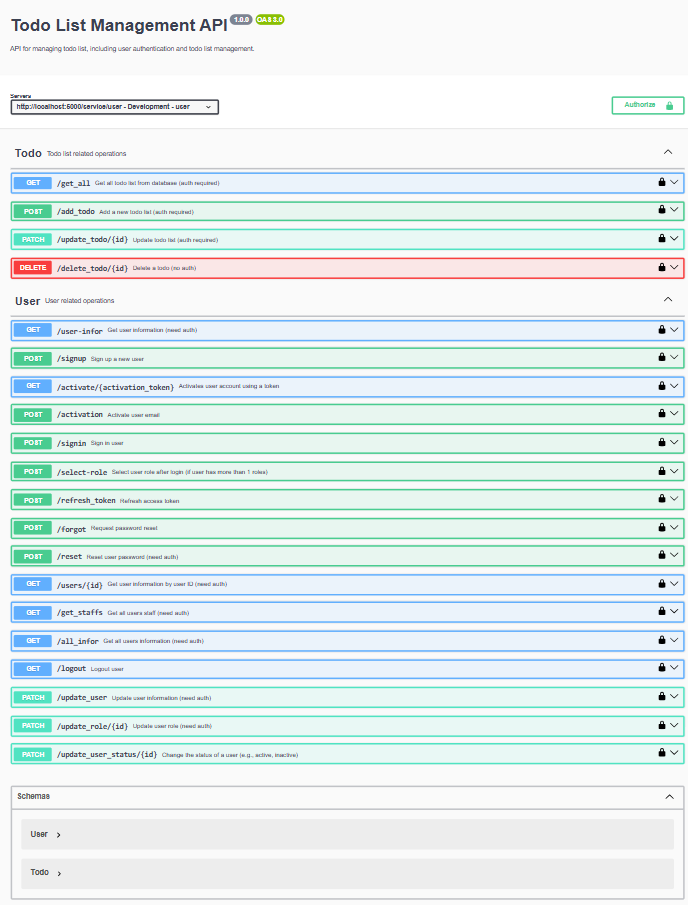 Todo List Management API 1.0.0 OAS 3.0
API for managing todo list, including user authentication and todo list management.
Servers
http://localhost:5000/service/user - Development - user
Authorize
Todo Todo list related operations
GET /get_all Get all todo list from database (auth required)
POST /add_todo Add a new todo list (auth required)
PATCH /update_todo/{id} Update todo list (auth required)
DELETE /delete_todo/{id} Delete a todo (no auth)
User User related operations
GET /user-infor Get user information (need auth)
POST /signup Sign up a new user
GET /activate/{activation_token} Activates user account using a token
POST /activation Activate user email
POST /signin Sign in user
POST /select-role Select user role after login (if user has more than 1 roles)
POST /refresh_token Refresh access token
POST /forgot Request password reset
POST /reset Reset user password (need auth)
GET /users/{id} Get user information by user ID (need auth)
GET /get_staffs Get all users staff (need auth)
GET /all_infor Get all users information (need auth)
GET /logout Logout user
PATCH /update_user Update user information (need auth)
PATCH /update_role/{id} Update user role (need auth)
PATCH /update_user_status/{id} Change the status of a user (e.g., active, inactive)
Schemas
User
Todo